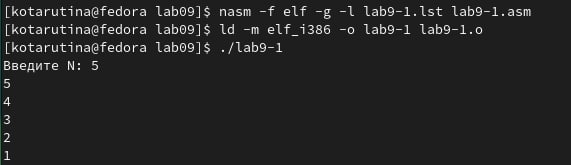 [kotarutina@fedora lab09]$ nasm -f elf -g -l lab9-1.lst lab9-1.asm
[kotarutina@fedora lab09]$ ld -m elf_i386 -o lab9-1 lab9-1.o
[kotarutina@fedora lab09]$ ./lab9-1
Введите N: 5
5
4
3
2
1